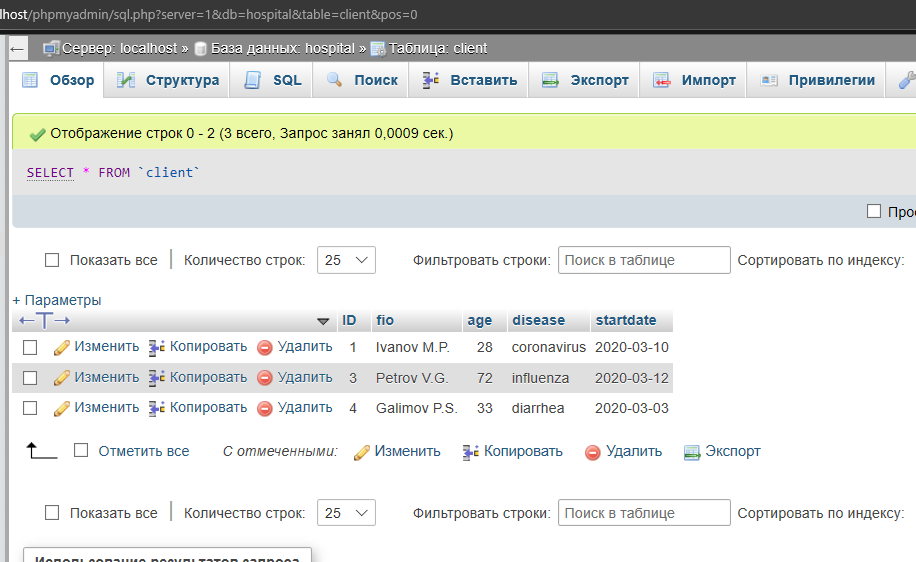 lhost/phpmyadmin/sql.php?server=1&db=hospital&table=client&pos=0
Сервер: localhost » База данных: hospital » Таблица: client
Обзор Структура SQL Поиск Вставить Экспорт Импорт Привилегии
Отображение строк 0 - 2 (3 всего, Запрос занял 0,0009 сек.)
SELECT * FROM `client`
Показать все Количество строк: 25 Фильтровать строки: Поиск в таблице Сортировать по индексу:
+ Параметры
ID fio age disease startdate
Изменить Копировать Удалить 1 Ivanov M.P. 28 coronavirus 2020-03-10
Изменить Копировать Удалить 3 Petrov V.G. 72 influenza 2020-03-12
Изменить Копировать Удалить 4 Galimov P.S. 33 diarrhea 2020-03-03
Отметить все С отмеченными: Изменить Копировать Удалить Экспорт
Показать все Количество строк: 25 Фильтровать строки: Поиск в таблице Сортировать по индексу:
Использование результатов запроса